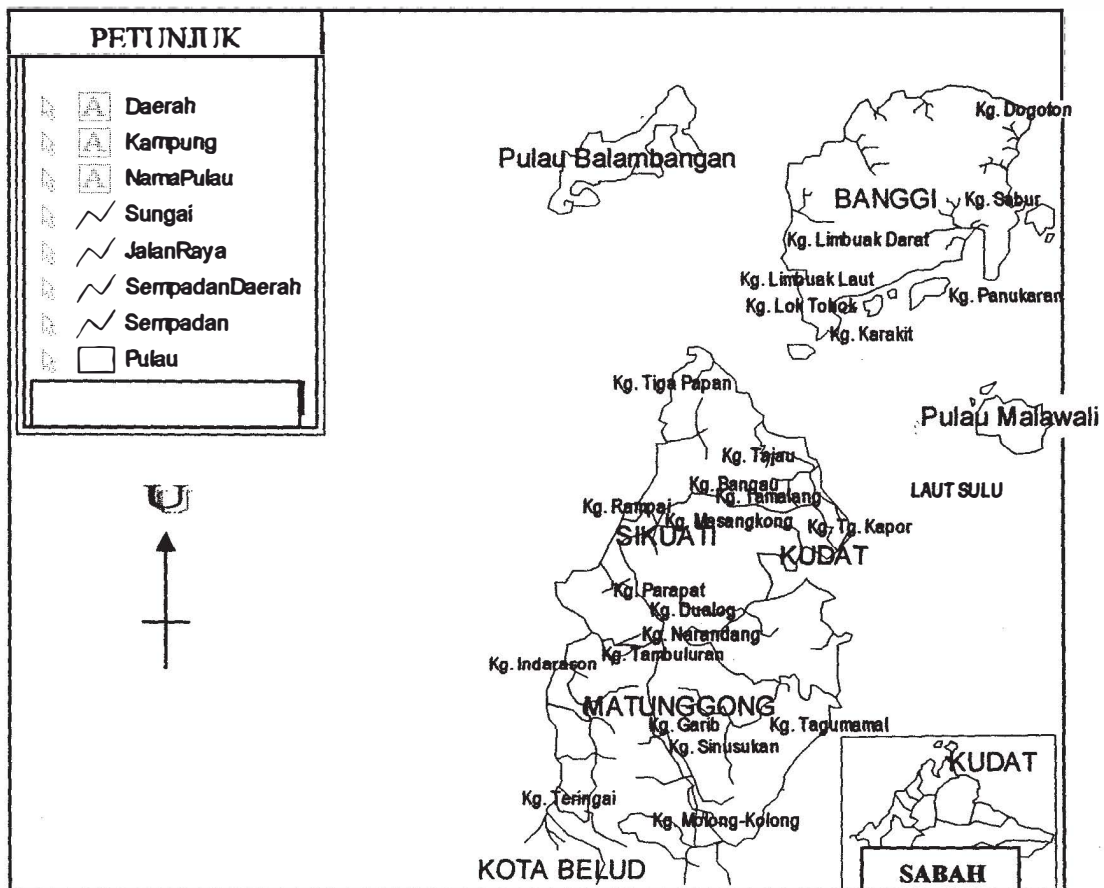 PETUNJUK
A Daerah
A Kampung
A NamaPulau
Sungai
JalanRaya
SempadanDaerah
Sempadan
Pulau
U
Pulau Balambangan
Kg. Dogoton
BANGGI
Kg. Sabur
Kg. Limbuak Darat
Kg. Limbuak Laut
Kg. Lok Tohok
Kg. Panukaran
Kg. Karakit
Kg. Tiga Papan
Pulau Malawali
Kg. Tajau
Kg. Bangau
Kg. Tamalang
LAUT SULU
Kg. Rampai
Kg. Masangkong
Kg. Tg. Kapor
SIKUATI
KUDAT
Kg. Parapat
Kg. Dualog
Kg. Narandang
Kg. Tambuluran
Kg. Indarason
MATUNGGONG
Kg. Garib
Kg. Tagumamal
Kg. Sinusukan
KUDAT
Kg. Teringai
Kg. Molong-Kolong
KOTA BELUD
SABAH